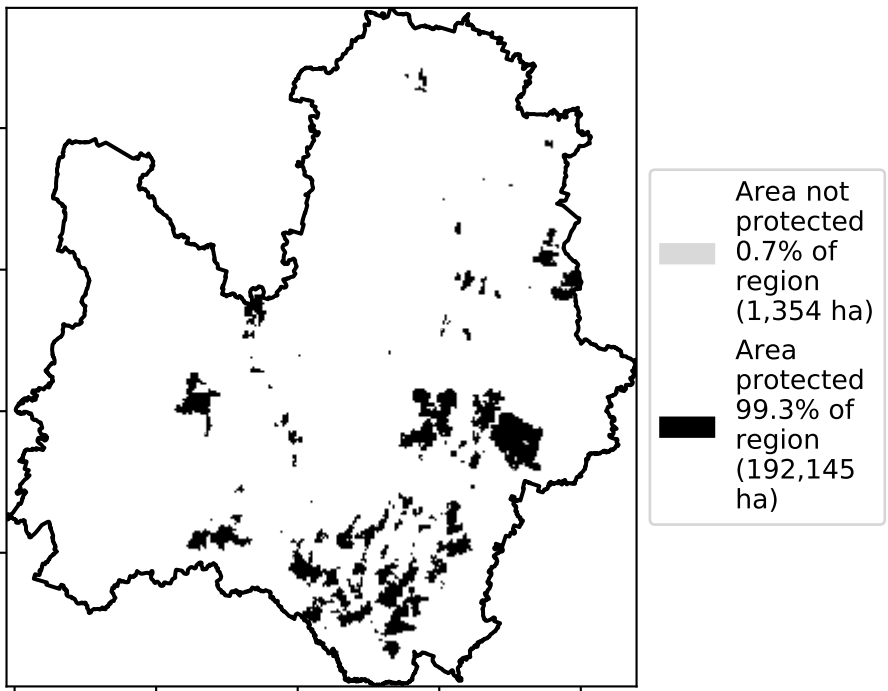 Area not
protected
0.7% of
region
(1,354 ha)
Area
protected
99.3% of
region
(192,145
ha)